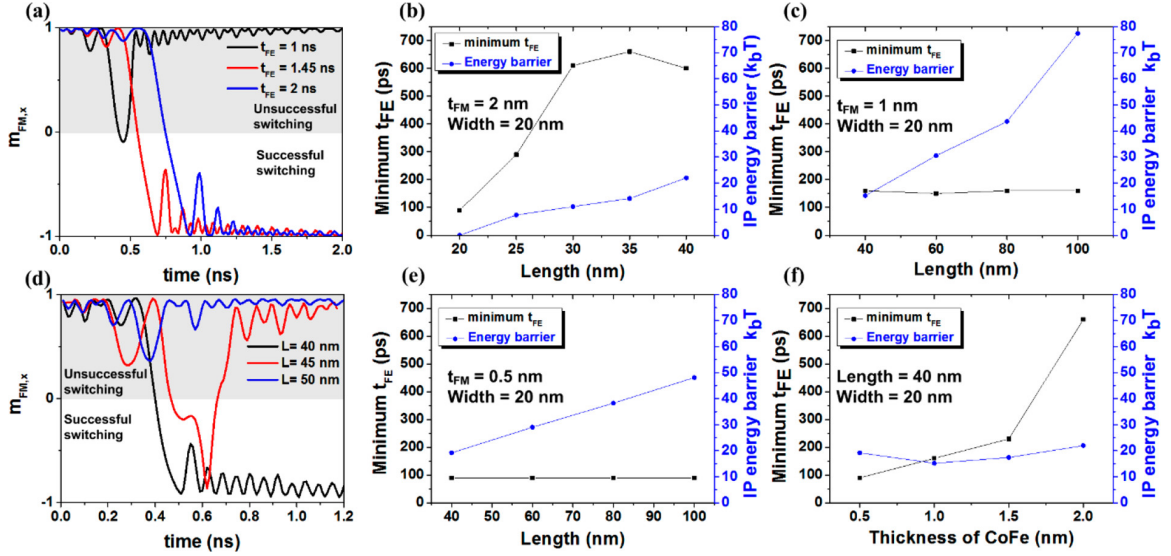 (a)
1
0
-1
m_FM,x
t_FE = 1 ns
t_FE = 1.45 ns
t_FE = 2 ns
Unsuccessful
switching
Successful
switching
0.0 0.5 1.0 1.5 2.0
time (ns)
(b)
700
600
500
400
300
200
100
0
Minimum t_FE (ps)
minimum t_FE
Energy barrier
t_FM = 2 nm
Width = 20 nm
80
70
60
50
40
30
20
10
0
IP energy barrier (k_bT)
20 25 30 35 40
Length (nm)
(c)
700
600
500
400
300
200
100
0
Minimum t_FE (ps)
minimum t_FE
Energy barrier
t_FM = 1 nm
Width = 20 nm
80
70
60
50
40
30
20
10
0
IP energy barrier k_bT
40 60 80 100
Length (nm)
(d)
1
0
-1
m_FM,x
L= 40 nm
L= 45 nm
L= 50 nm
Unsuccessful
switching
Successful
switching
0.0 0.2 0.4 0.6 0.8 1.0 1.2
time (ns)
(e)
700
600
500
400
300
200
100
0
Minimum t_FE (ps)
minimum t_FE
Energy barrier
t_FM = 0.5 nm
Width = 20 nm
80
70
60
50
40
30
20
10
0
IP energy barrier k_bT
40 50 60 70 80 90 100
Length (nm)
(f)
700
600
500
400
300
200
100
0
Minimum t_FE (ps)
minimum t_FE
Energy barrier
Length = 40 nm
Width = 20 nm
80
70
60
50
40
30
20
10
0
IP energy barrier k_bT
0.5 1.0 1.5 2.0
Thickness of CoFe (nm)